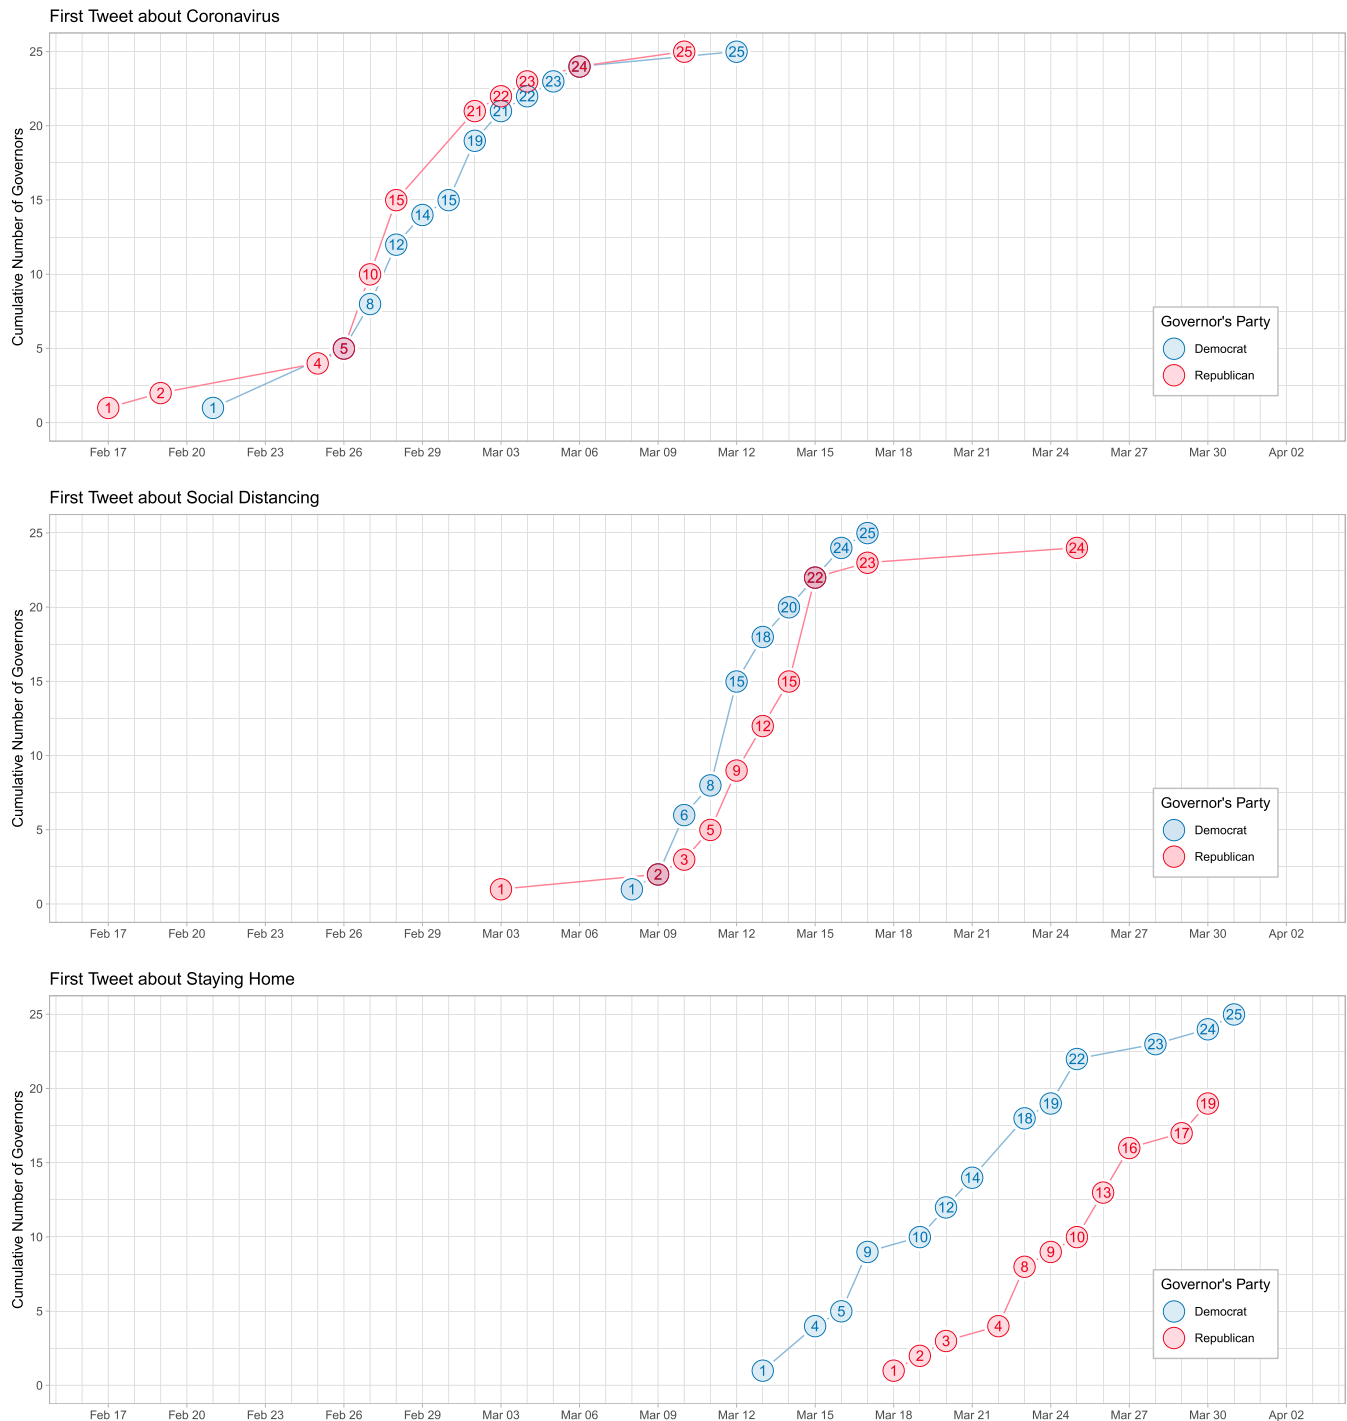 First Tweet about Coronavirus
Cumulative Number of Governors
25
20
15
10
5
0
1 2 4 5 10 15 21 22 23 24 25
1 8 12 14 15 19 21 22 23 25
Governor's Party
Democrat
Republican
Feb 17 Feb 20 Feb 23 Feb 26 Feb 29 Mar 03 Mar 06 Mar 09 Mar 12 Mar 15 Mar 18 Mar 21 Mar 24 Mar 27 Mar 30 Apr 02
First Tweet about Social Distancing
Cumulative Number of Governors
25
20
15
10
5
0
1 2 6 8 15 18 20 22 24 25
1 3 5 9 12 15 23 24
Governor's Party
Democrat
Republican
Feb 17 Feb 20 Feb 23 Feb 26 Feb 29 Mar 03 Mar 06 Mar 09 Mar 12 Mar 15 Mar 18 Mar 21 Mar 24 Mar 27 Mar 30 Apr 02
First Tweet about Staying Home
Cumulative Number of Governors
25
20
15
10
5
0
1 4 5 9 10 12 14 18 19 22 23 24 25
1 2 3 4 8 9 10 13 16 17 19
Governor's Party
Democrat
Republican
Feb 17 Feb 20 Feb 23 Feb 26 Feb 29 Mar 03 Mar 06 Mar 09 Mar 12 Mar 15 Mar 18 Mar 21 Mar 24 Mar 27 Mar 30 Apr 02